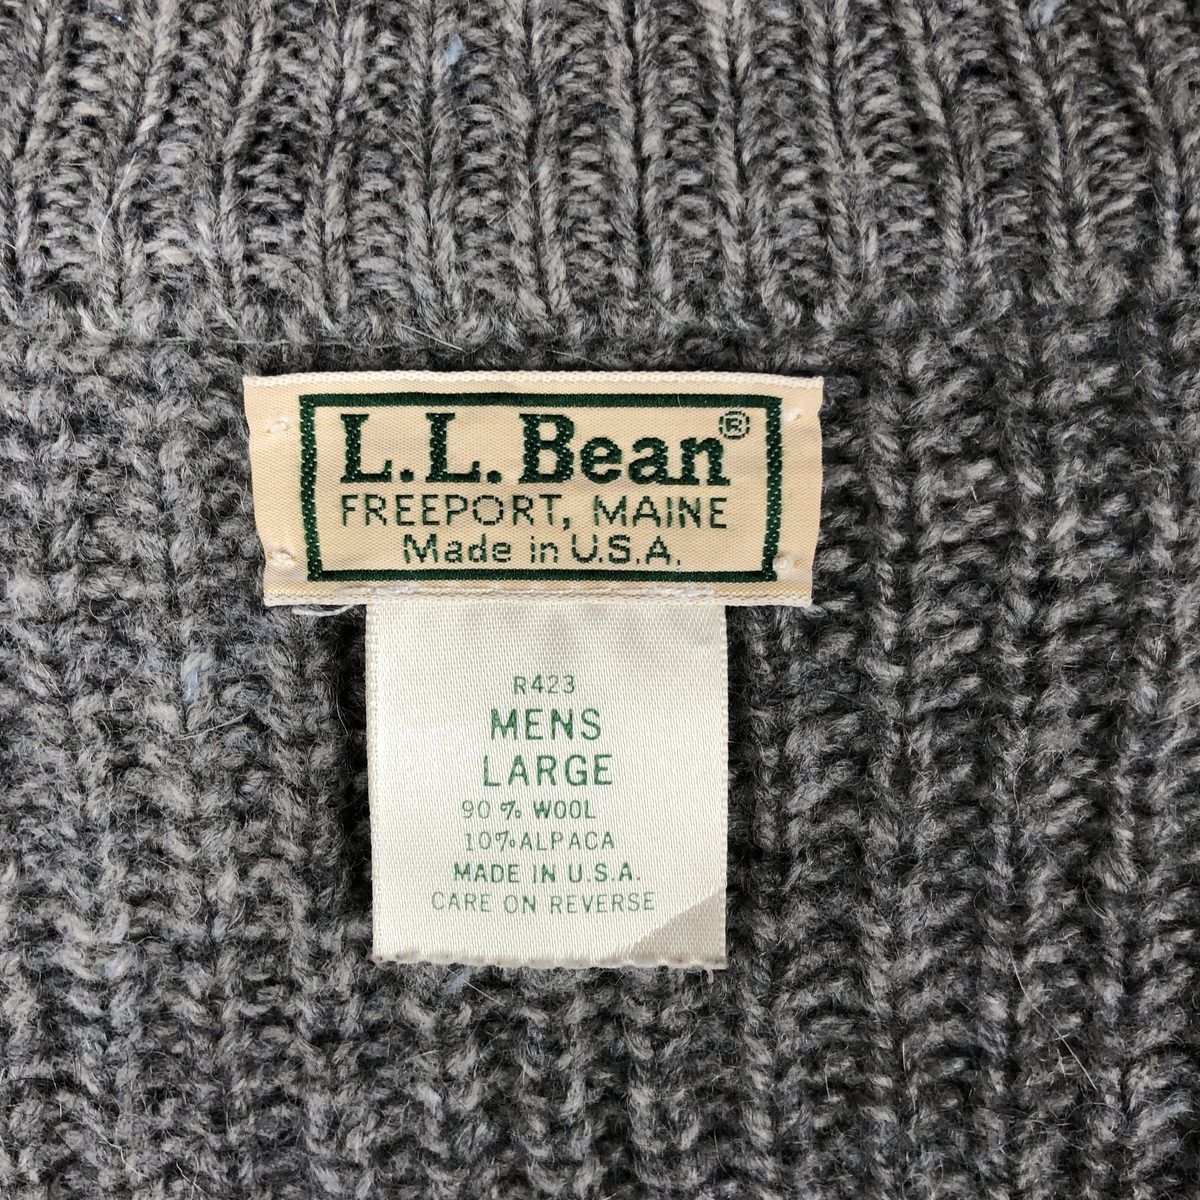 L.L. Bean®
FREEPORT, MAINE
Made in U.S.A.
R423
MENS
LARGE
90% WOOL
10% ALPACA
MADE IN U.S.A.
CARE ON REVERSE